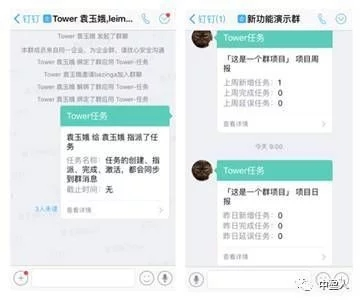 钉钉
Tower 袁玉娥,leim...
Tower 袁玉娥 发起了群聊
本群成员来自同一企业，为企业群，请放心安全沟通
Tower 袁玉娥 绑定了群应用 Tower-任务
Tower 袁玉娥邀请bezinga加入群聊
Tower 袁玉娥 解绑了群应用 Tower-任务
Tower 袁玉娥 绑定了群应用 Tower-任务
Tower任务
袁玉娥 给 袁玉娥 指派了任务
任务名称：任务的创建、指派、完成、激活，都会同步到群消息
截止时间：无
查看详情
3人未读
钉钉
新功能演示群
Tower任务
「这是一个群项目」项目周报
上周新增任务：1
上周完成任务：0
上周延误任务：0
查看详情
今天 9:00
Tower任务
「这是一个群项目」项目日报
昨日新增任务：0
昨日完成任务：0
昨日延误任务：0
查看详情
中金人